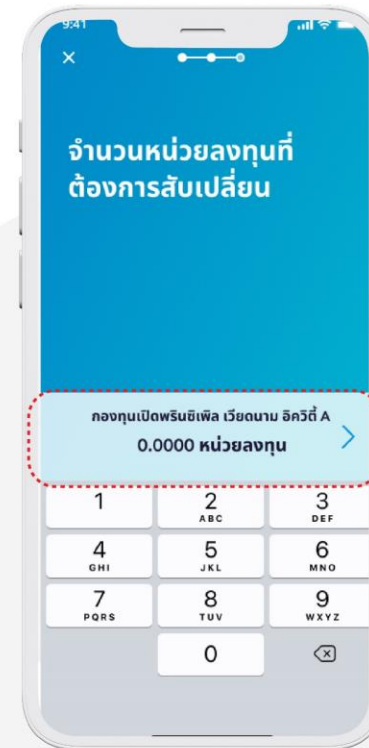 9:41
จำนวนหน่วยลงทุนที่
ต้องการสับเปลี่ยน
กองทุนเปิดพรินซิเพิล เวียดนาม อิควิตี้ A
0.0000 หน่วยลงทุน
1 2 3
ABC DEF
4 5 6
GHI JKL MNO
7 8 9
PQRS TUV WXYZ
0